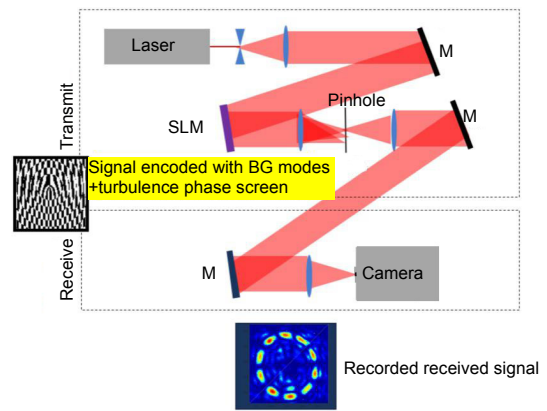 Laser
M
Pinhole
M
SLM
Transmit
Signal encoded with BG modes
+turbulence phase screen
Receive
M
Camera
Recorded received signal